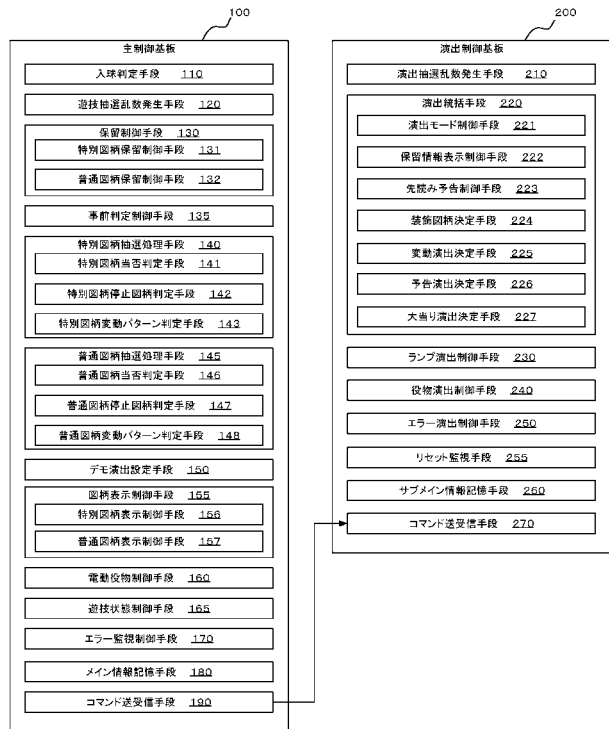 100
主制御基板
入球判定手段 110
遊技抽選乱数発生手段 120
保留制御手段 130
特別図柄保留制御手段 131
普通図柄保留制御手段 132
事前判定制御手段 135
特別図柄抽選処理手段 140
特別図柄当否判定手段 141
特別図柄停止図柄判定手段 142
特別図柄変動パターン判定手段 143
普通図柄抽選処理手段 145
普通図柄当否判定手段 146
普通図柄停止図柄判定手段 147
普通図柄変動パターン判定手段 148
デモ演出設定手段 150
図柄表示制御手段 155
特別図柄表示制御手段 156
普通図柄表示制御手段 157
電動役物制御手段 160
遊技状態制御手段 165
エラー監視制御手段 170
メイン情報記憶手段 180
コマンド送受信手段 190
200
演出制御基板
演出抽選乱数発生手段 210
演出統括手段 220
演出モード制御手段 221
保留情報表示制御手段 222
先読み予告制御手段 223
装飾図柄決定手段 224
変動演出決定手段 225
予告演出決定手段 226
大当り演出決定手段 227
ランプ演出制御手段 230
役物演出制御手段 240
エラー演出制御手段 250
リセット監視手段 255
サブメイン情報記憶手段 260
コマンド送受信手段 270